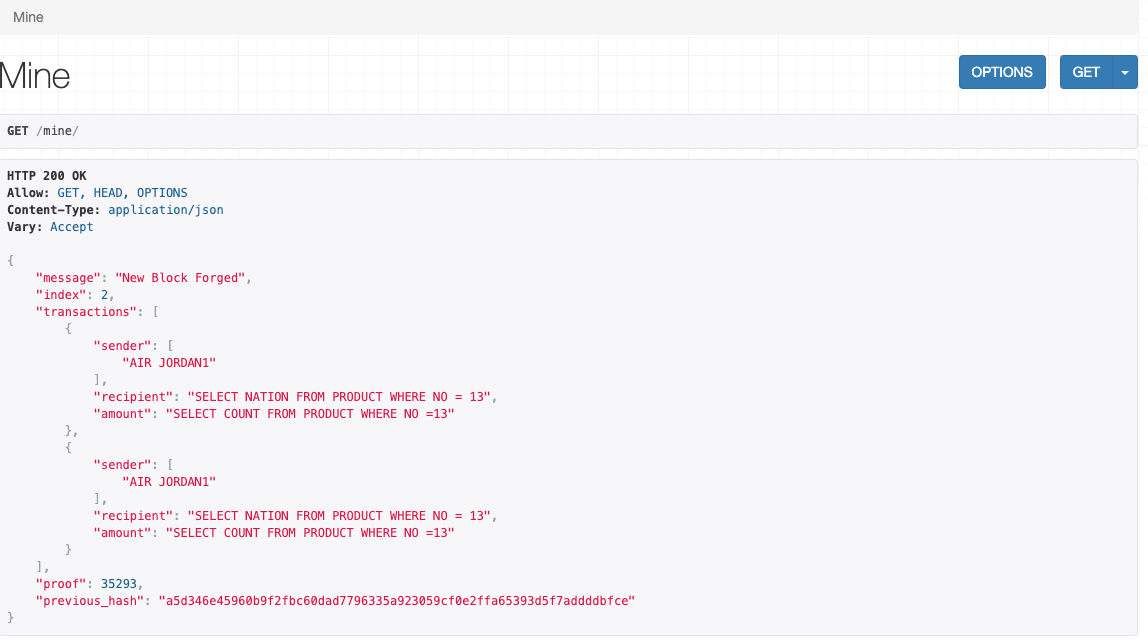 Mine
Mine
OPTIONS GET
GET /mine/
HTTP 200 OK
Allow: GET, HEAD, OPTIONS
Content-Type: application/json
Vary: Accept
{
    "message": "New Block Forged",
    "index": 2,
    "transactions": [
        {
            "sender": [
                "AIR JORDAN1"
            ],
            "recipient": "SELECT NATION FROM PRODUCT WHERE NO = 13",
            "amount": "SELECT COUNT FROM PRODUCT WHERE NO =13"
        },
        {
            "sender": [
                "AIR JORDAN1"
            ],
            "recipient": "SELECT NATION FROM PRODUCT WHERE NO = 13",
            "amount": "SELECT COUNT FROM PRODUCT WHERE NO =13"
        }
    ],
    "proof": 35293,
    "previous_hash": "a5d346e45960b9f2fbc60dad7796335a923059cf0e2ffa65393d5f7addddbfce"
}